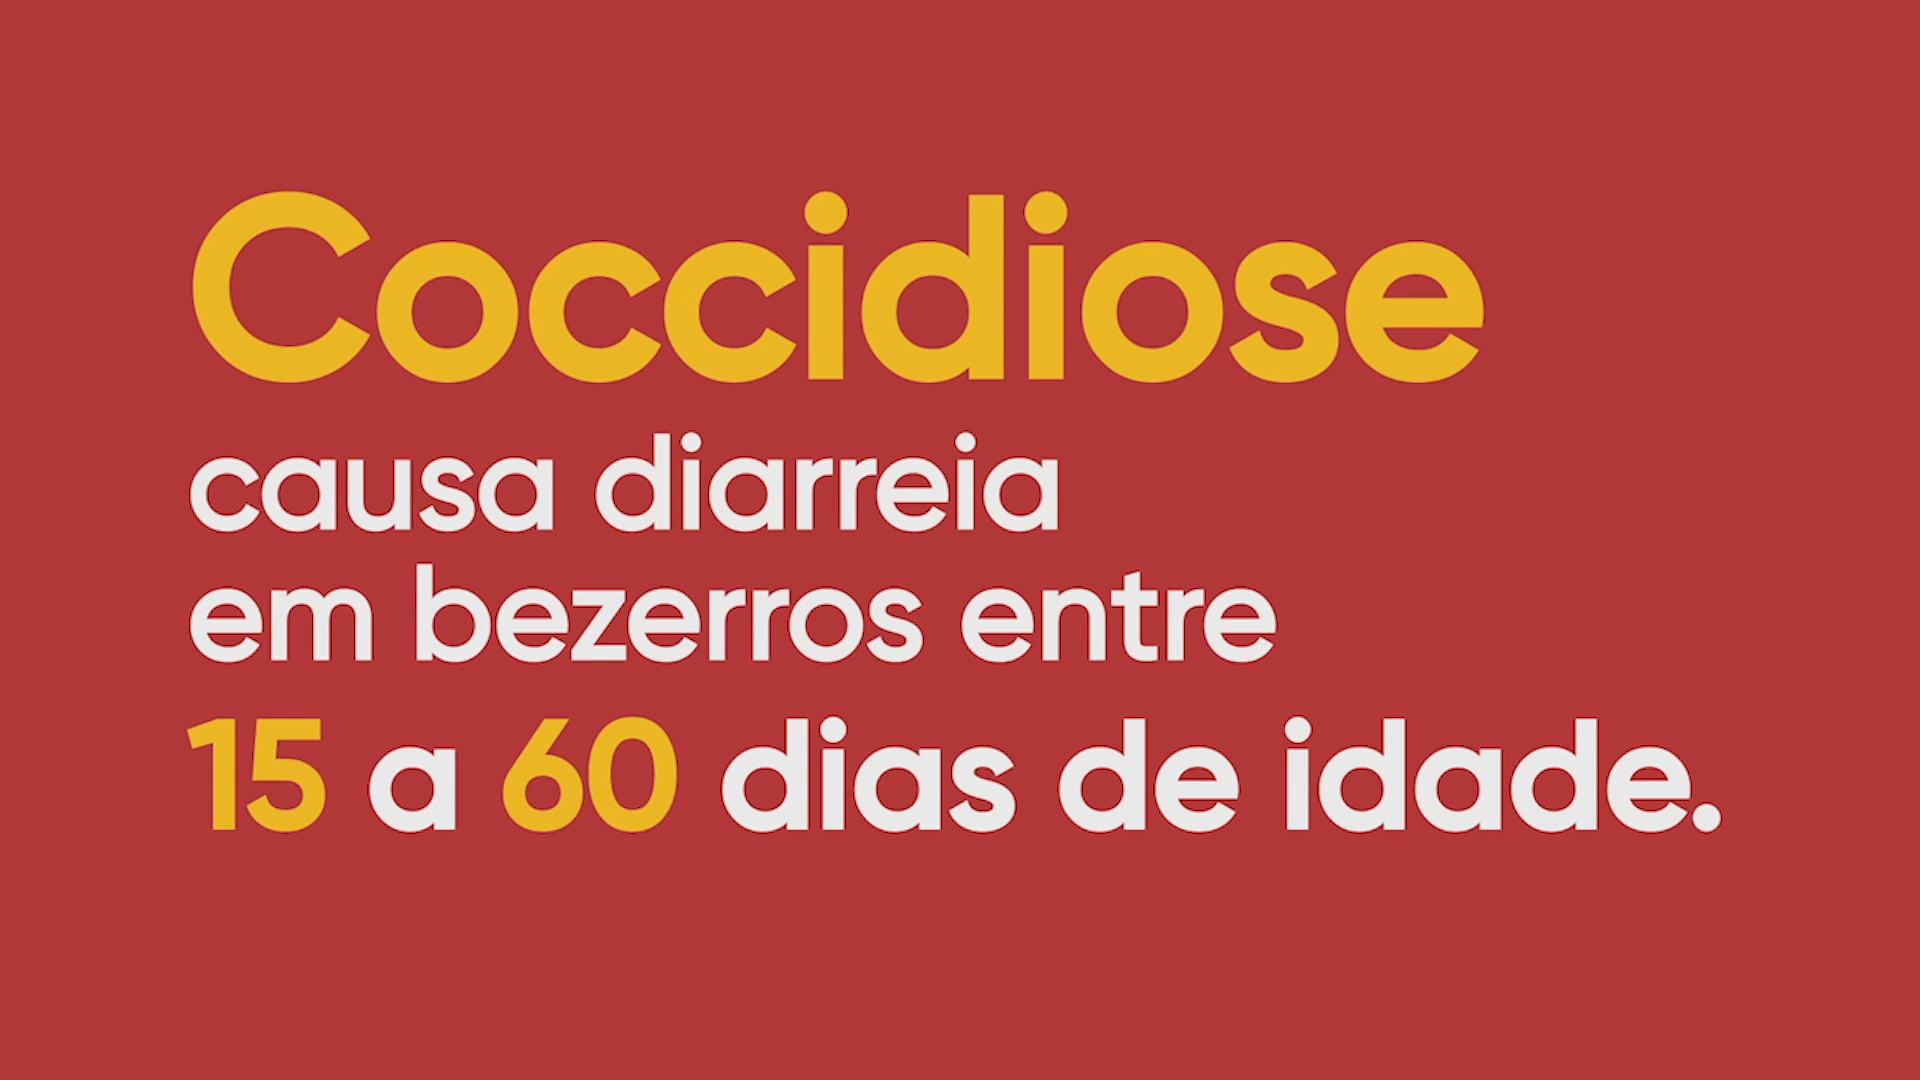 Coccidiose
causa diarreia
em bezerros entre
15 a 60 dias de idade.